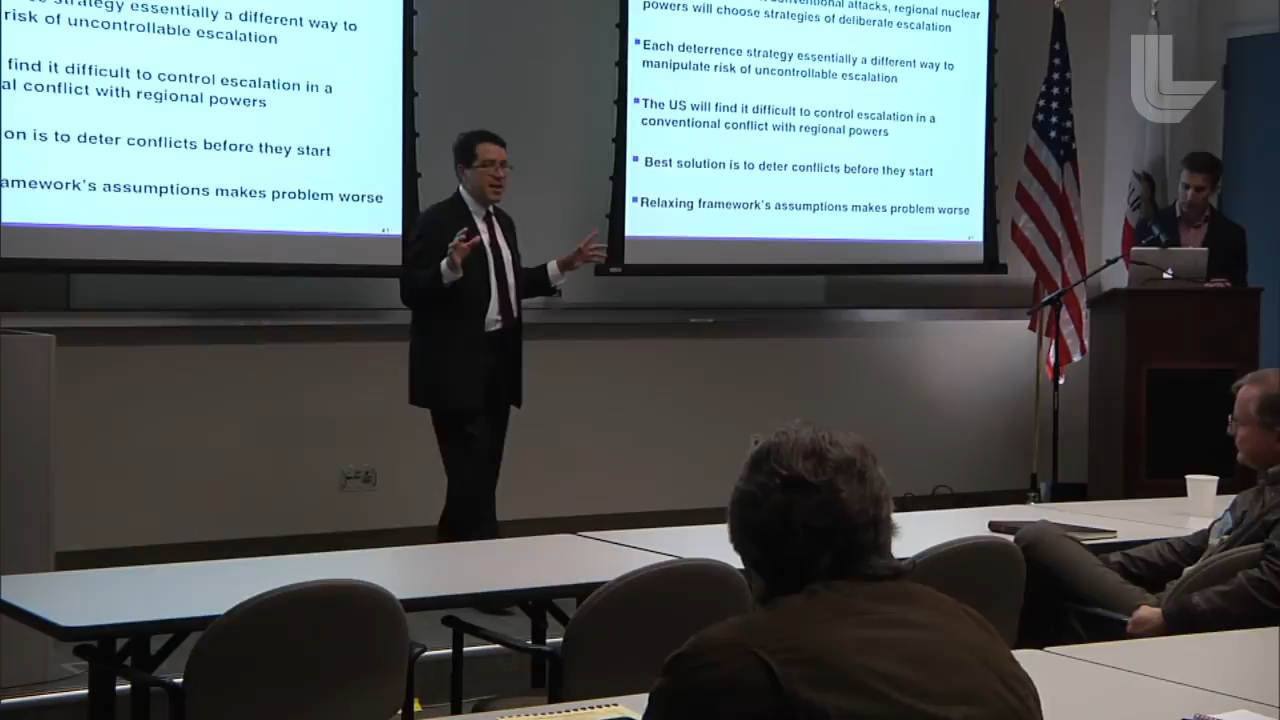 strategy essentially a different way to
risk of uncontrollable escalation
find it difficult to control escalation in a
al conflict with regional powers
on is to deter conflicts before they start
amework's assumptions makes problem worse
41
conventional attacks, regional nuclear
powers will choose strategies of deliberate escalation
Each deterrence strategy essentially a different way to
manipulate risk of uncontrollable escalation
The US will find it difficult to control escalation in a
conventional conflict with regional powers
Best solution is to deter conflicts before they start
Relaxing framework's assumptions makes problem worse
41